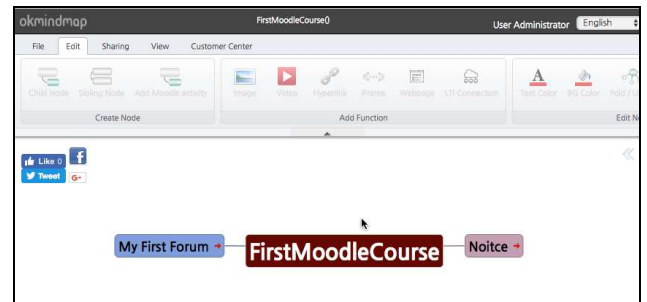 okmindmap FirstMoodleCourse() User Administrator English
File Edit Sharing View Customer Center
Child Node Sibling Node Add Moodle activity Image Video Hyperlink iFrame Webpage LTI Connection Text Color BG Color Fold / U
Create Node Add Function Edit N
Like 0 f
Tweet G+
My First Forum FirstMoodleCourse Noitce